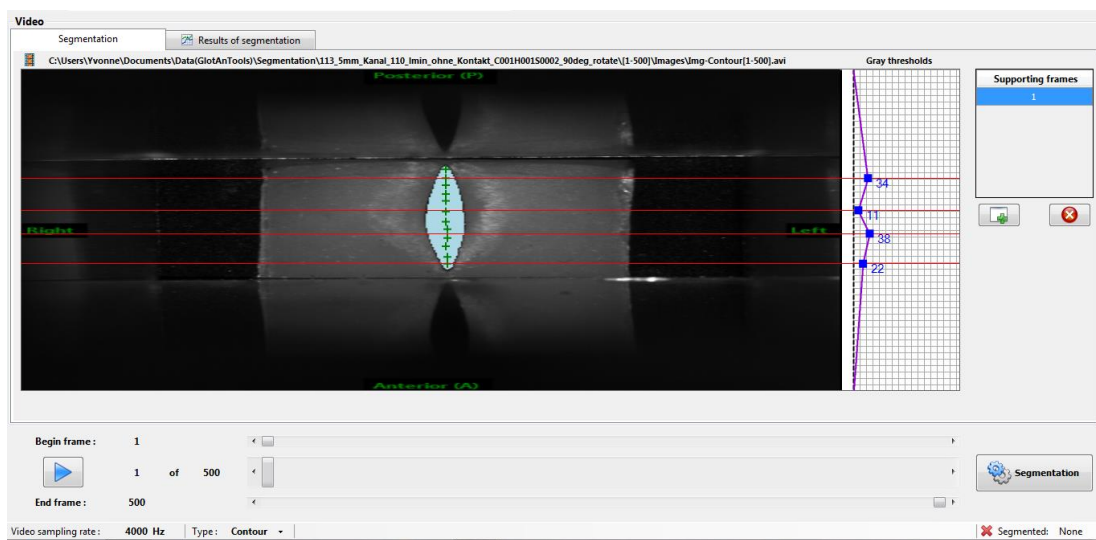 Video
Segmentation
Results of segmentation
C:\Users\Yvonne\Documents\Data(GlotAnTools)\Segmentation\113_5mm_Kanal_110_Imin_ohne_Kontakt_C001H001S0002_90deg_rotate\[1-500]\Images\Img-Contour[1-500].avi
Gray thresholds
Supporting frames
1
Posterior (P)
34
11
Right
Left
38
22
Anterior (A)
Begin frame : 1
1 of 500
Segmentation
End frame : 500
Video sampling rate : 4000 Hz Type : Contour Segmented: None